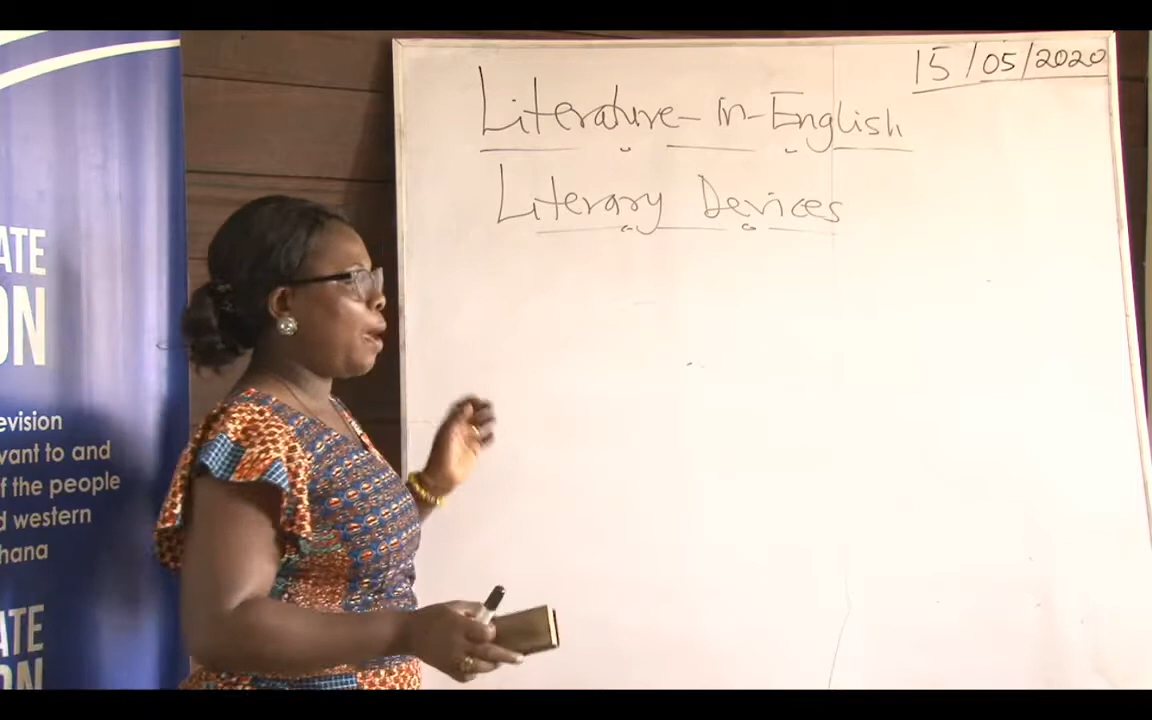 15/05/2020
Literature-in-English
Literary Devices
ATE
ON
evision
vant to and
f the people
d western
hana
ATE
ON